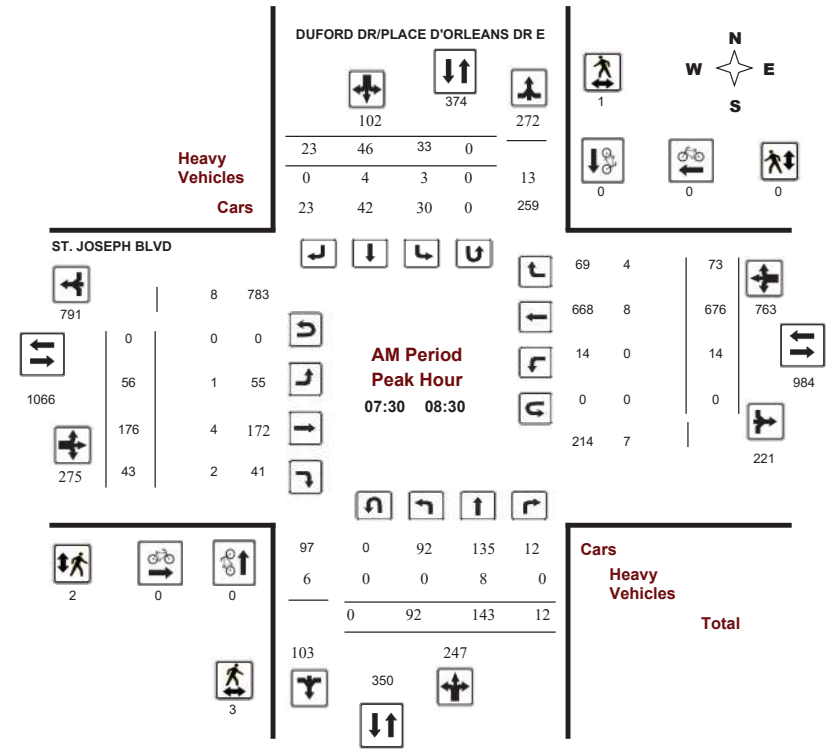 DUFORD DR/PLACE D'ORLEANS DR E
N
W E
S
374
1
102 272
23 46 33 0
Heavy
Vehicles
0 4 3 0 13
Cars
23 42 30 0 259
0 0 0
ST. JOSEPH BLVD
69 4 73
8 783
791
668 8 676 763
0 0 0
14 0 14
AM Period
Peak Hour
07:30 08:30
56 1 55
984
1066
0 0 0
176 4 172
214 7
221
275
43 2 41
97 0 92 135 12
Cars
6 0 0 8 0
Heavy
Vehicles
2 0 0
0 92 143 12
Total
103 247
350
3